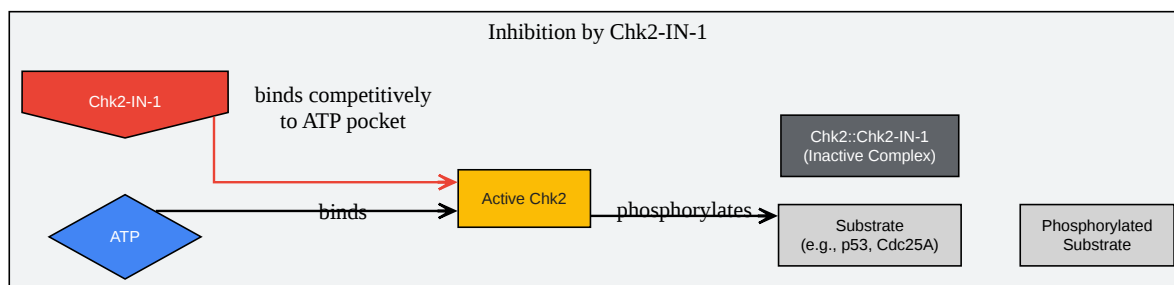 Inhibition by Chk2-IN-1
Chk2-IN-1
binds competitively
to ATP pocket
Chk2::Chk2-IN-1
(Inactive Complex)
Active Chk2
ATP
binds
phosphorylates
Substrate
(e.g., p53, Cdc25A)
Phosphorylated
Substrate